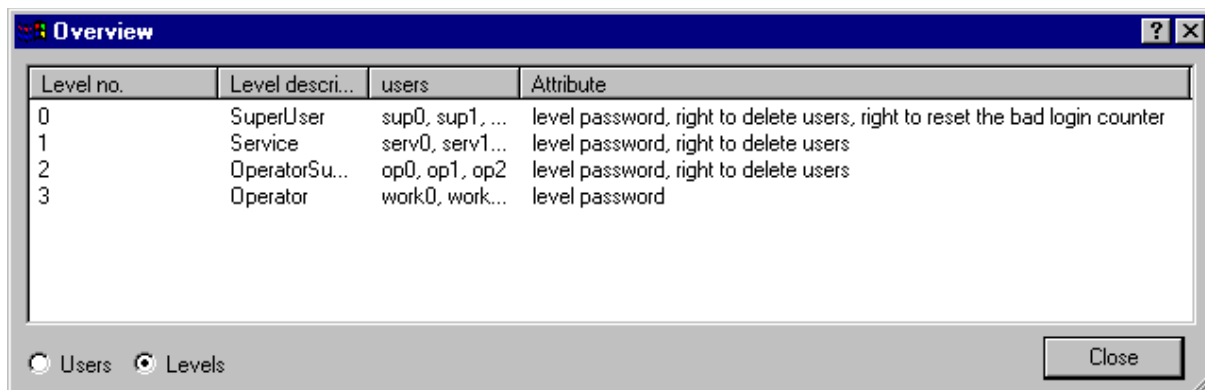 Overview
Level no. Level descri... users Attribute
0 SuperUser sup0, sup1, ... level password, right to delete users, right to reset the bad login counter
1 Service serv0, serv1... level password, right to delete users
2 OperatorSu... op0, op1, op2 level password, right to delete users
3 Operator work0, work... level password
Users Levels Close